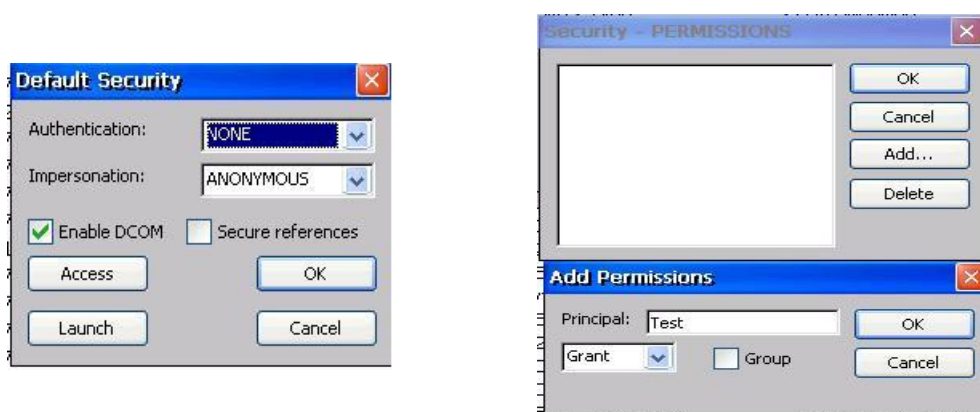 Default Security
Authentication: NONE
Impersonation: ANONYMOUS
Enable DCOM Secure references
Access OK
Launch Cancel
Security - PERMISSIONS
OK
Cancel
Add...
Delete
Add Permissions
Principal: Test OK
Grant Group Cancel